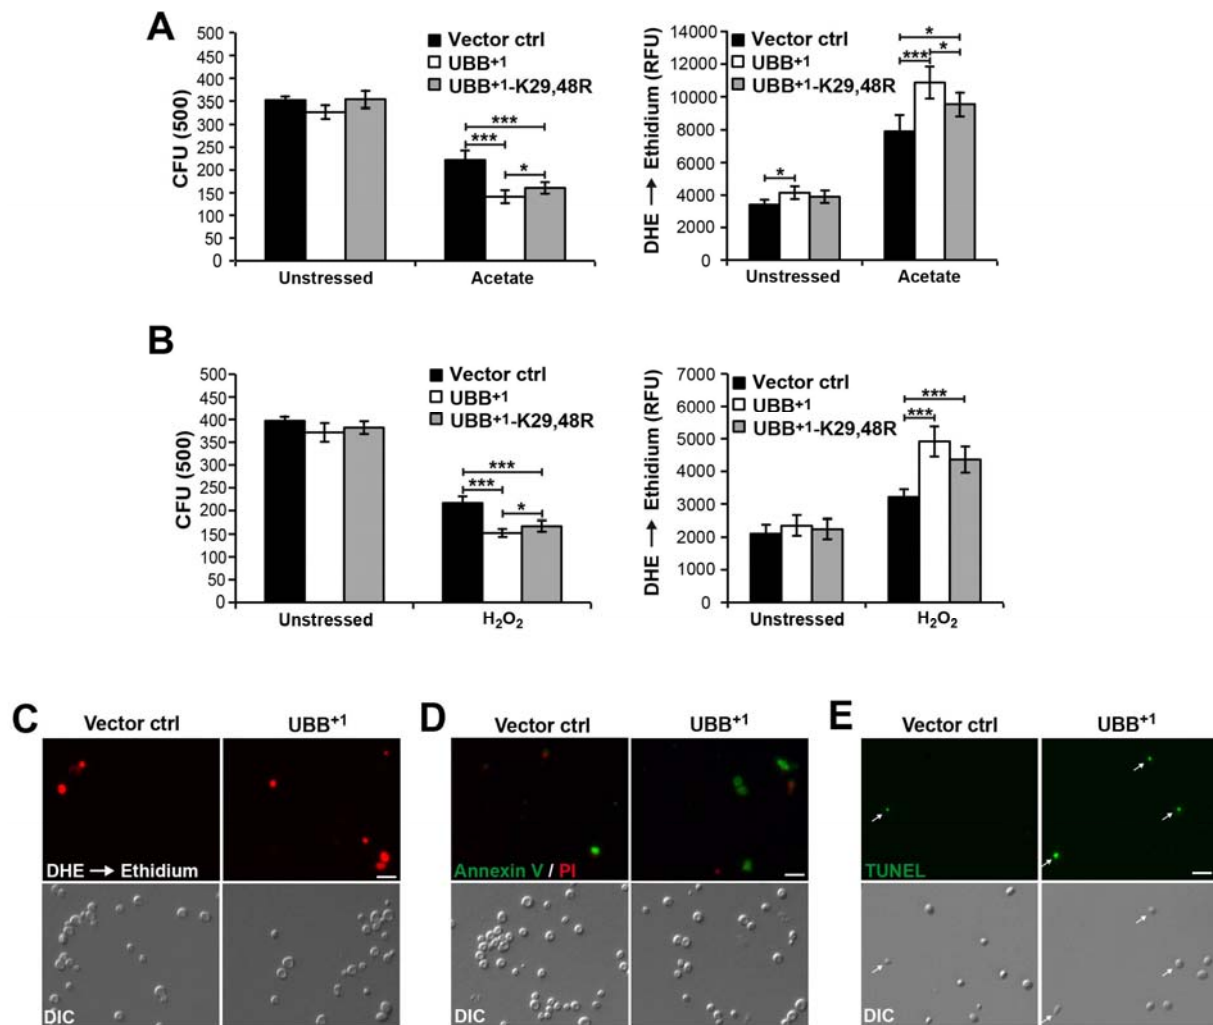 A
CFU (500)
500
450
400
350
300
250
200
150
100
50
0
Vector ctrl
UBB+1
UBB+1-K29,48R
***
***
*
Unstressed
Acetate
DHE → Ethidium (RFU)
14000
12000
10000
8000
6000
4000
2000
0
Vector ctrl
UBB+1
UBB+1-K29,48R
*
*
***
*
Unstressed
Acetate
B
CFU (500)
500
450
400
350
300
250
200
150
100
50
0
Vector ctrl
UBB+1
UBB+1-K29,48R
***
***
*
Unstressed
H2O2
DHE → Ethidium (RFU)
7000
6000
5000
4000
3000
2000
1000
0
Vector ctrl
UBB+1
UBB+1-K29,48R
***
***
Unstressed
H2O2
C
Vector ctrl
UBB+1
DHE → Ethidium
DIC
D
Vector ctrl
UBB+1
Annexin V / PI
DIC
E
Vector ctrl
UBB+1
TUNEL
DIC